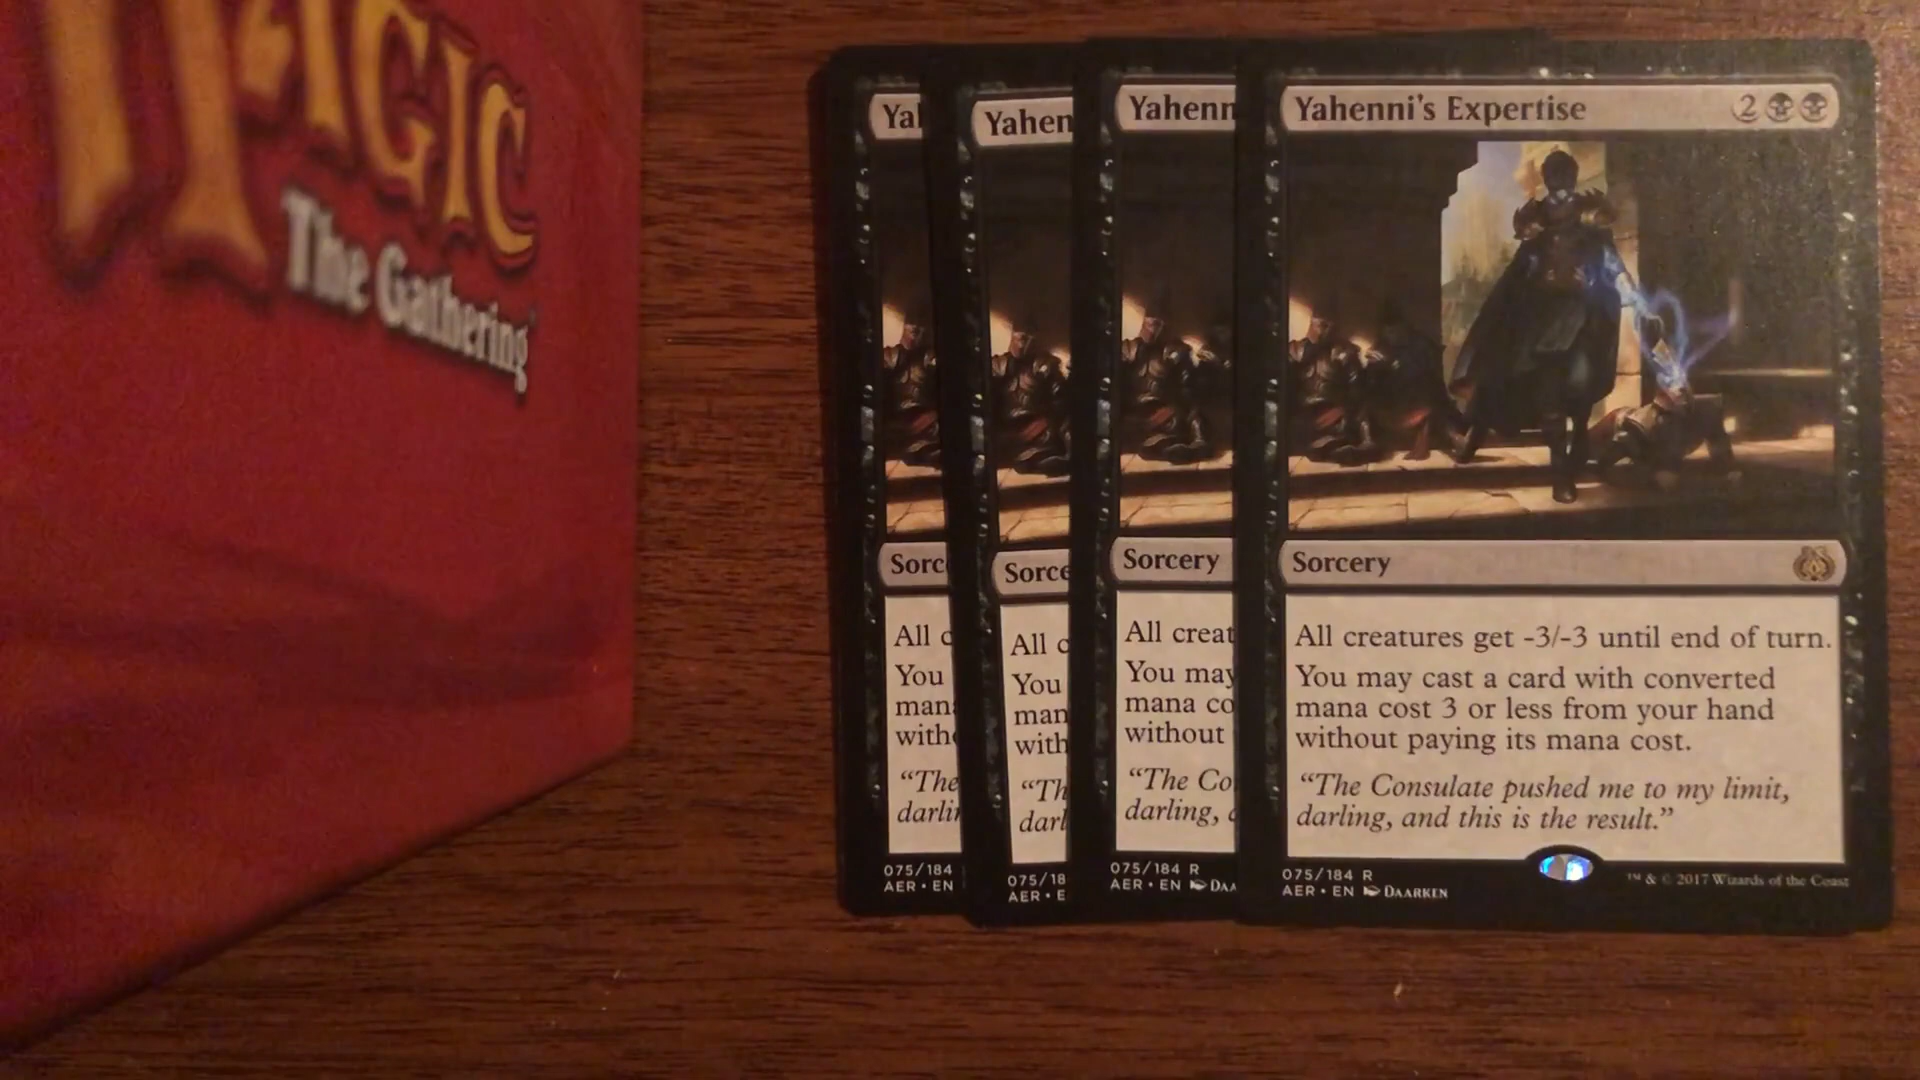 MAGIC
The Gathering
Yal
Sorc
All c
You
man
with
"The
darlin
075/184
AER • EN
Yahen
Sorce
All c
You
man
with
"Th
darl
075/18
AER • E
Yahenn
Sorcery
All creat
You may
mana co
without
"The Co
darling,
075/184 R
AER • EN DAA
Yahenni's Expertise 2
Sorcery
All creatures get -3/-3 until end of turn.
You may cast a card with converted
mana cost 3 or less from your hand
without paying its mana cost.
"The Consulate pushed me to my limit,
darling, and this is the result."
075/184 R
AER • EN DAARKEN
™ & © 2017 Wizards of the Coast